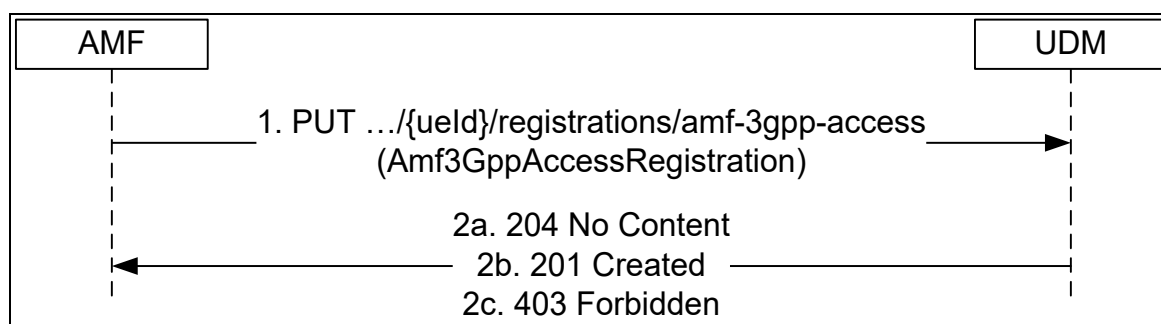 AMF
UDM
1. PUT …/{ueId}/registrations/amf-3gpp-access
(Amf3GppAccessRegistration)
2a. 204 No Content
2b. 201 Created
2c. 403 Forbidden